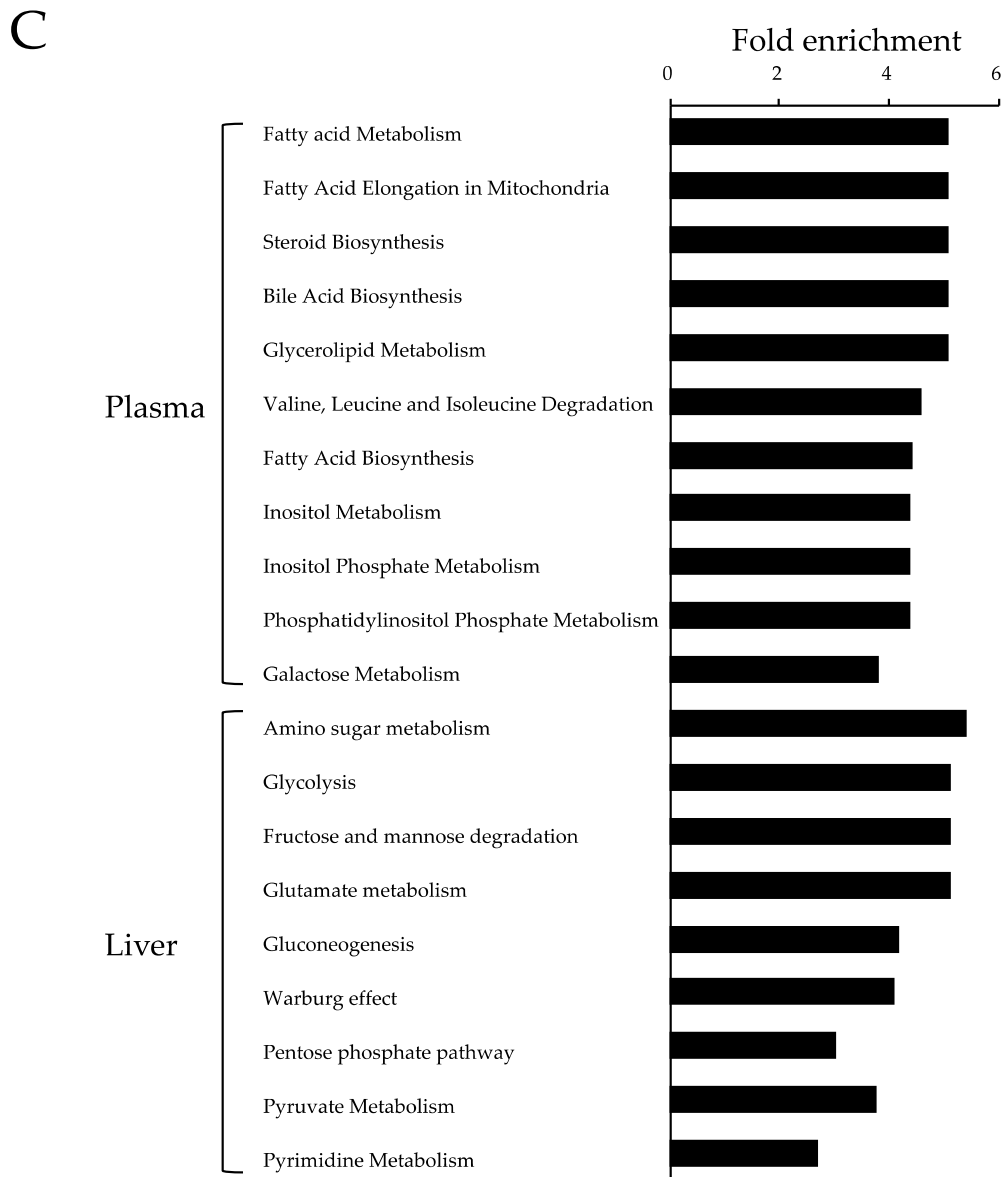 C
Fold enrichment
0 2 4 6
Plasma
Fatty acid Metabolism
Fatty Acid Elongation in Mitochondria
Steroid Biosynthesis
Bile Acid Biosynthesis
Glycerolipid Metabolism
Valine, Leucine and Isoleucine Degradation
Fatty Acid Biosynthesis
Inositol Metabolism
Inositol Phosphate Metabolism
Phosphatidylinositol Phosphate Metabolism
Galactose Metabolism
Liver
Amino sugar metabolism
Glycolysis
Fructose and mannose degradation
Glutamate metabolism
Gluconeogenesis
Warburg effect
Pentose phosphate pathway
Pyruvate Metabolism
Pyrimidine Metabolism